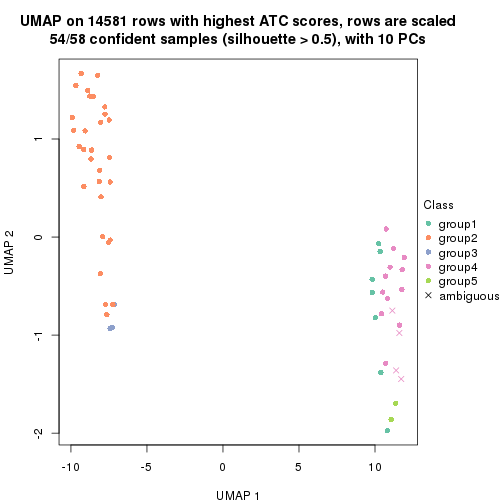 UMAP on 14581 rows with highest ATC scores, rows are scaled
54/58 confident samples (silhouette > 0.5), with 10 PCs
Class
group1
group2
group3
group4
group5
ambiguous
UMAP 2
1
0
-1
-2
-10
-5
0
5
10
UMAP 1